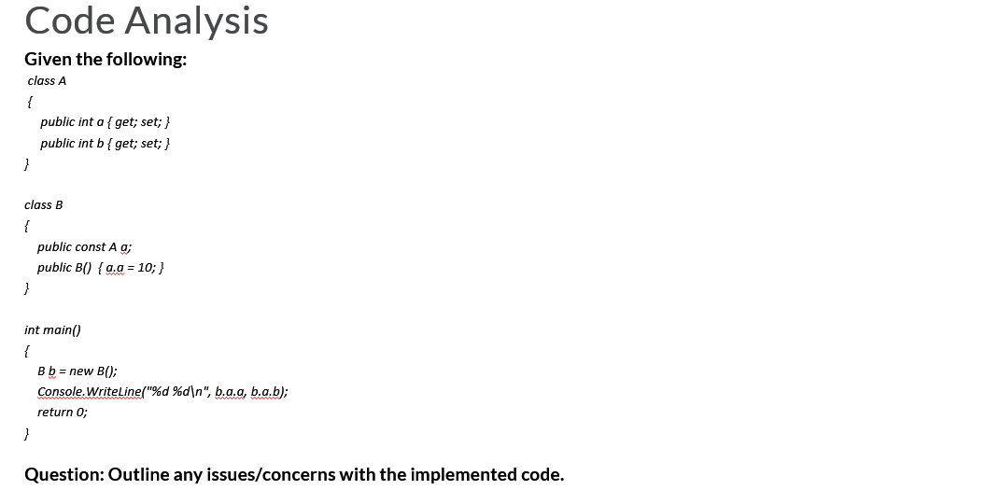 Code Analysis
Given the following:
class A
{
public int a { get; set; }
public int b { get; set; }
}
class B
{
public const A a;
public B() { a.a = 10; }
}
int main()
{
B b = new B();
Console.WriteLine("%d %d\n", b.a.a, b.a.b);
return 0;
}
Question: Outline any issues/concerns with the implemented code.